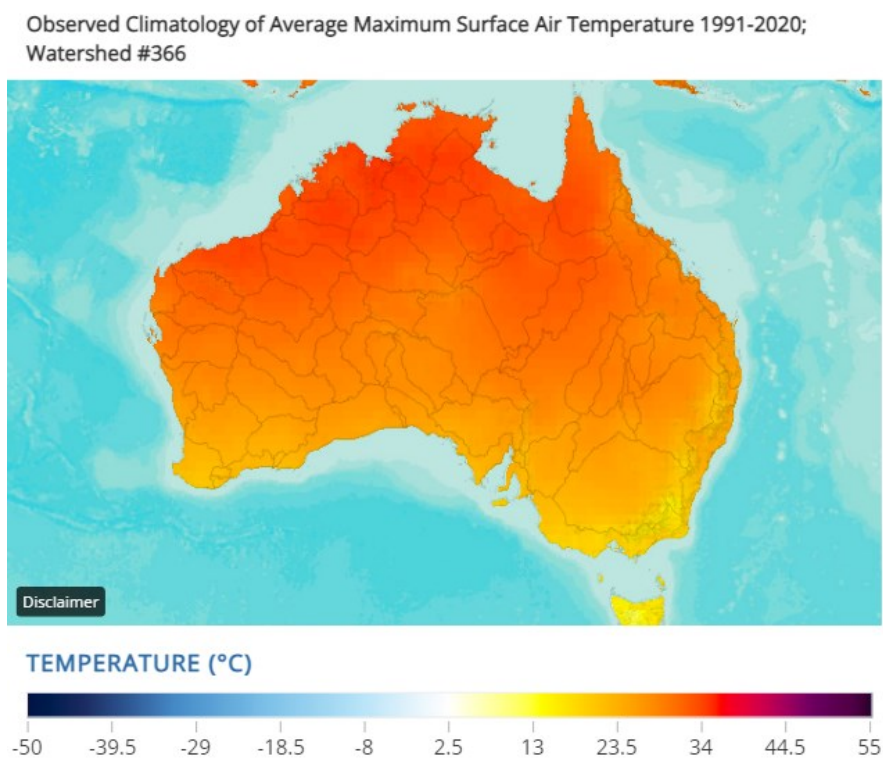 Observed Climatology of Average Maximum Surface Air Temperature 1991-2020;
Watershed #366
Disclaimer
TEMPERATURE (°C)
-50 -39.5 -29 -18.5 -8 2.5 13 23.5 34 44.5 55